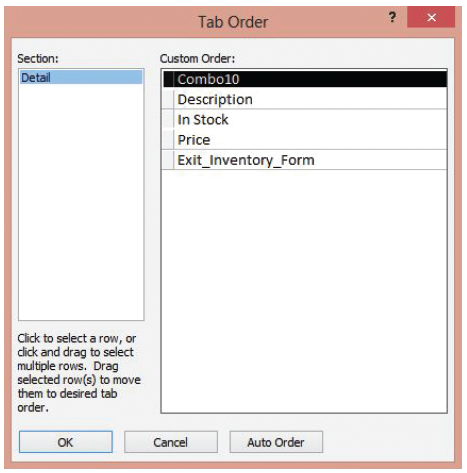 Tab Order
? ×
Section:
Detail
Custom Order:
Combo10
Description
In Stock
Price
Exit_Inventory_Form
Click to select a row, or
click and drag to select
multiple rows. Drag
selected row(s) to move
them to desired tab
order.
OK
Cancel
Auto Order